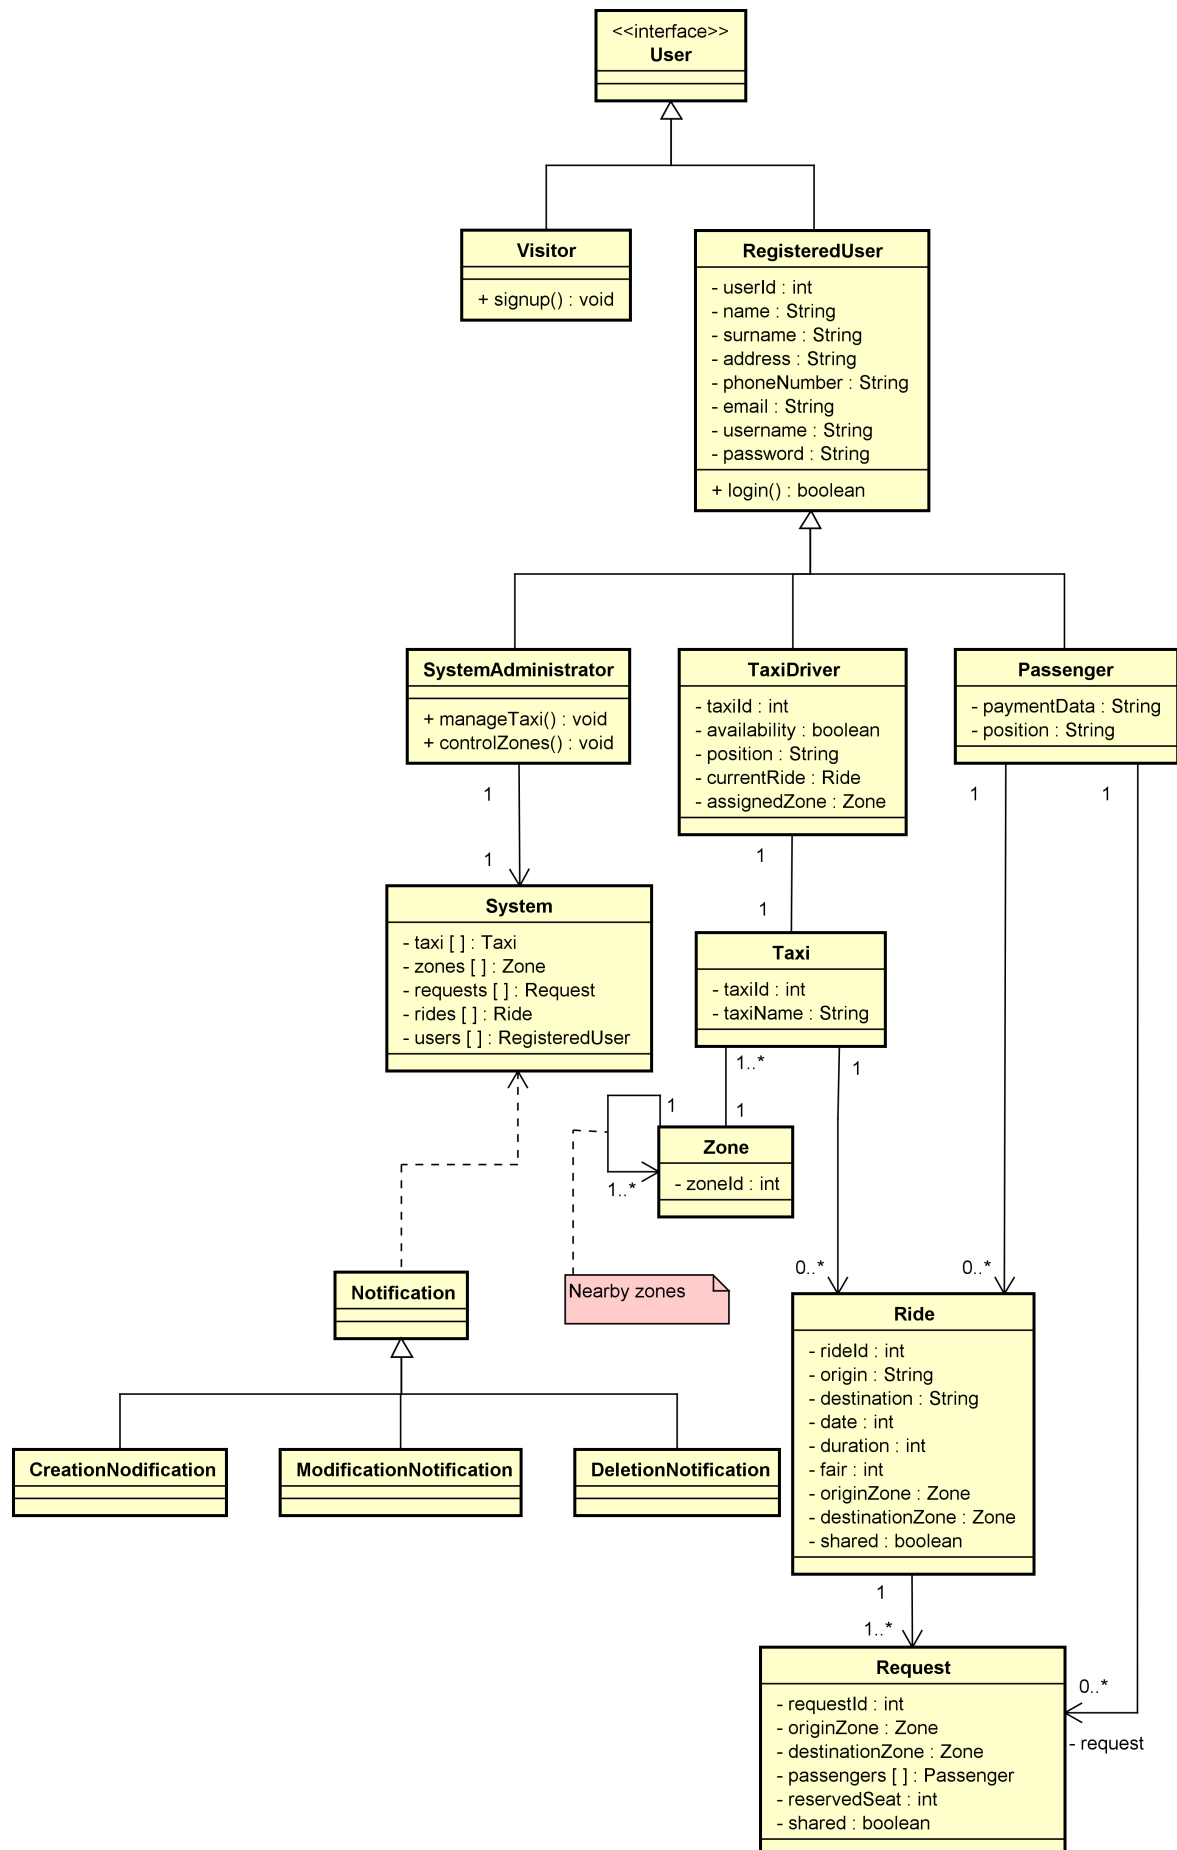 <<interface>>
User
Visitor
+ signup() : void
RegisteredUser
- userId : int
- name : String
- surname : String
- address : String
- phoneNumber : String
- email : String
- username : String
- password : String
+ login() : boolean
SystemAdministrator
+ manageTaxi() : void
+ controlZones() : void
TaxiDriver
- taxiId : int
- availability : boolean
- position : String
- currentRide : Ride
- assignedZone : Zone
Passenger
- paymentData : String
- position : String
1
1
1
1
1
1
System
- taxi [ ] : Taxi
- zones [ ] : Zone
- requests [ ] : Request
- rides [ ] : Ride
- users [ ] : RegisteredUser
Taxi
- taxiId : int
- taxiName : String
1..*
1
1
1
Zone
- zoneId : int
1..*
Nearby zones
0..*
0..*
Notification
CreationNodification
ModificationNotification
DeletionNotification
Ride
- rideId : int
- origin : String
- destination : String
- date : int
- duration : int
- fair : int
- originZone : Zone
- destinationZone : Zone
- shared : boolean
1
1..*
Request
- requestId : int
- originZone : Zone
- destinationZone : Zone
- passengers [ ] : Passenger
- reservedSeat : int
- shared : boolean
0..*
- request